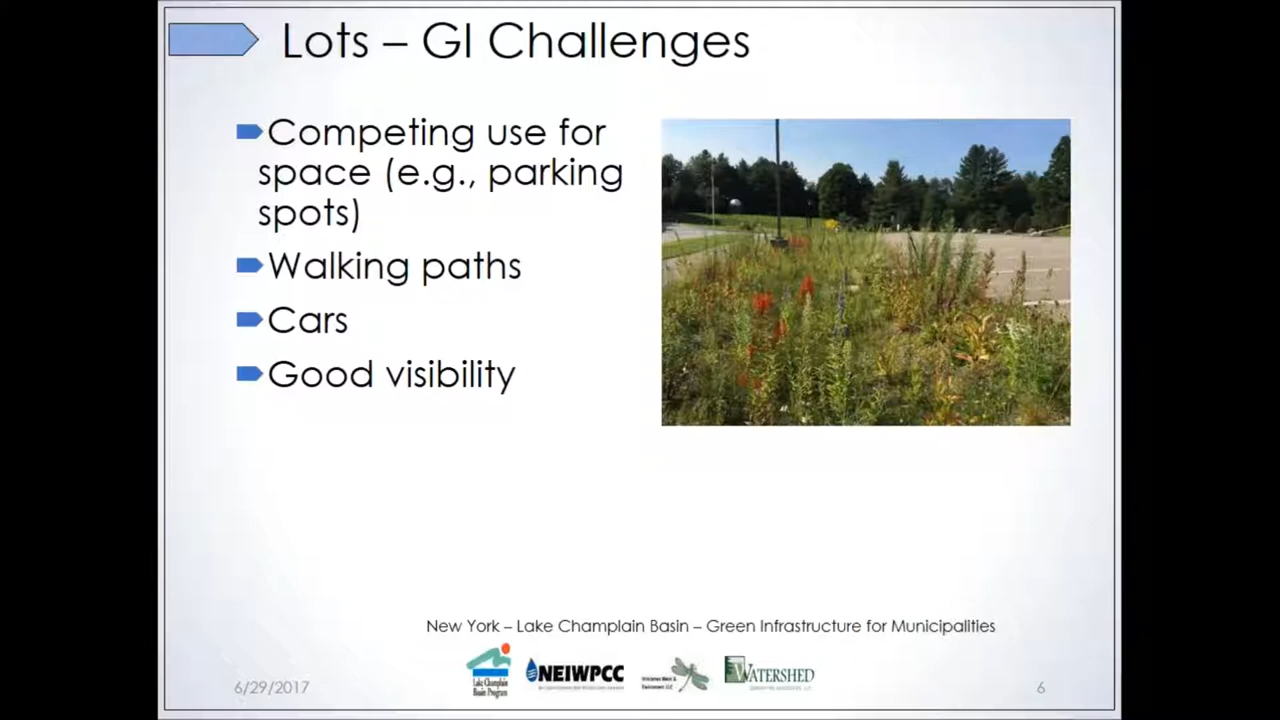 Lots – GI Challenges
Competing use for
space (e.g., parking
spots)
Walking paths
Cars
Good visibility
New York – Lake Champlain Basin – Green Infrastructure for Municipalities
Lake Champlain
Basin Program
NEIWPCC
WATERSHED
6/29/2017
6